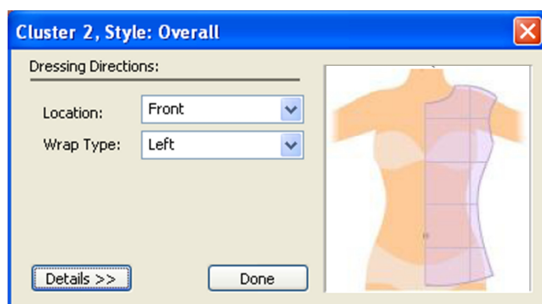 Cluster 2, Style: Overall
Dressing Directions:
Location: Front
Wrap Type: Left
Details >> Done